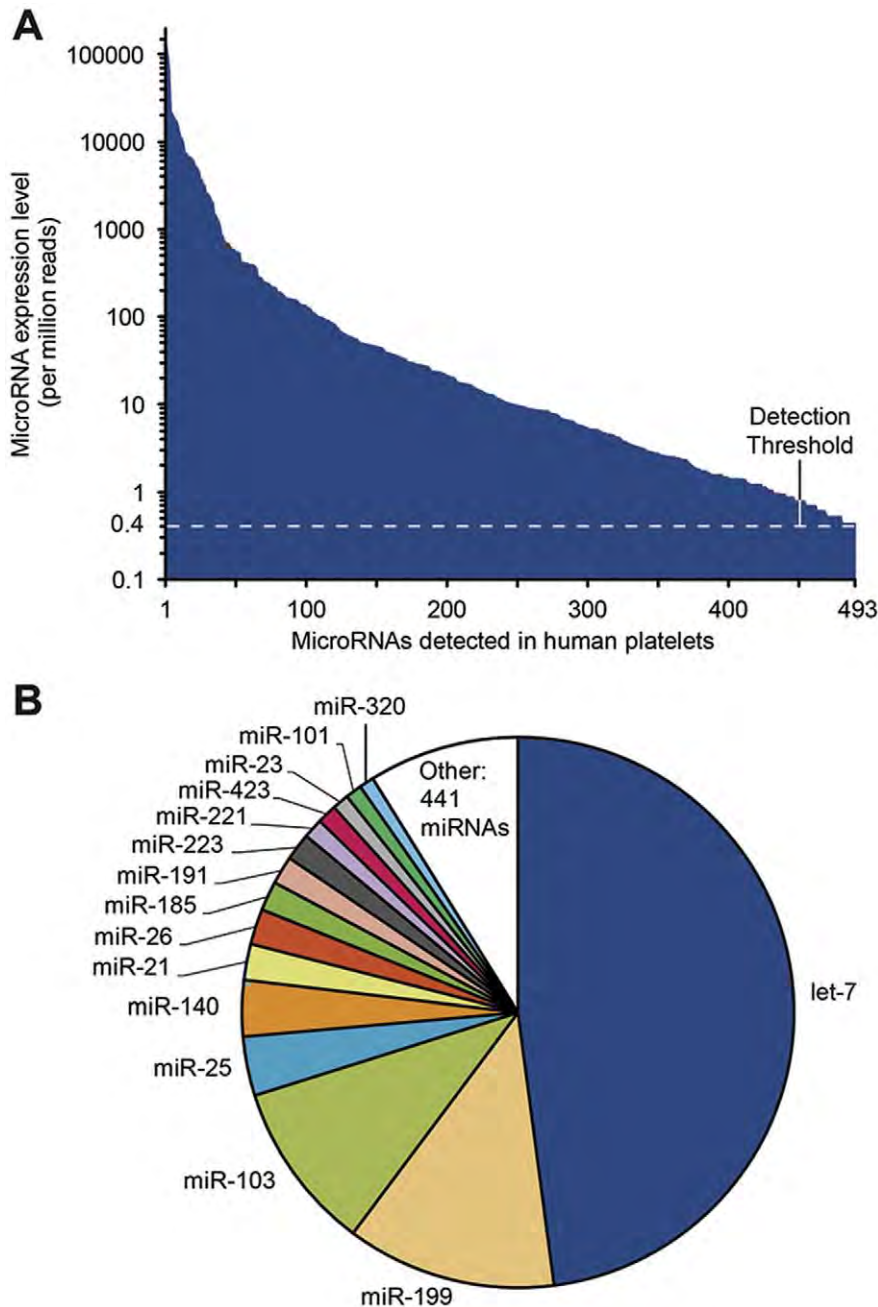 A
MicroRNA expression level
(per million reads)
100000
10000
1000
100
10
1
0.4
0.1
Detection
Threshold
1
100
200
300
400
493
MicroRNAs detected in human platelets
B
miR-320
miR-101
miR-23
miR-423
miR-221
miR-223
miR-191
miR-185
miR-26
miR-21
miR-140
miR-25
miR-103
miR-199
let-7
Other:
441
miRNAs